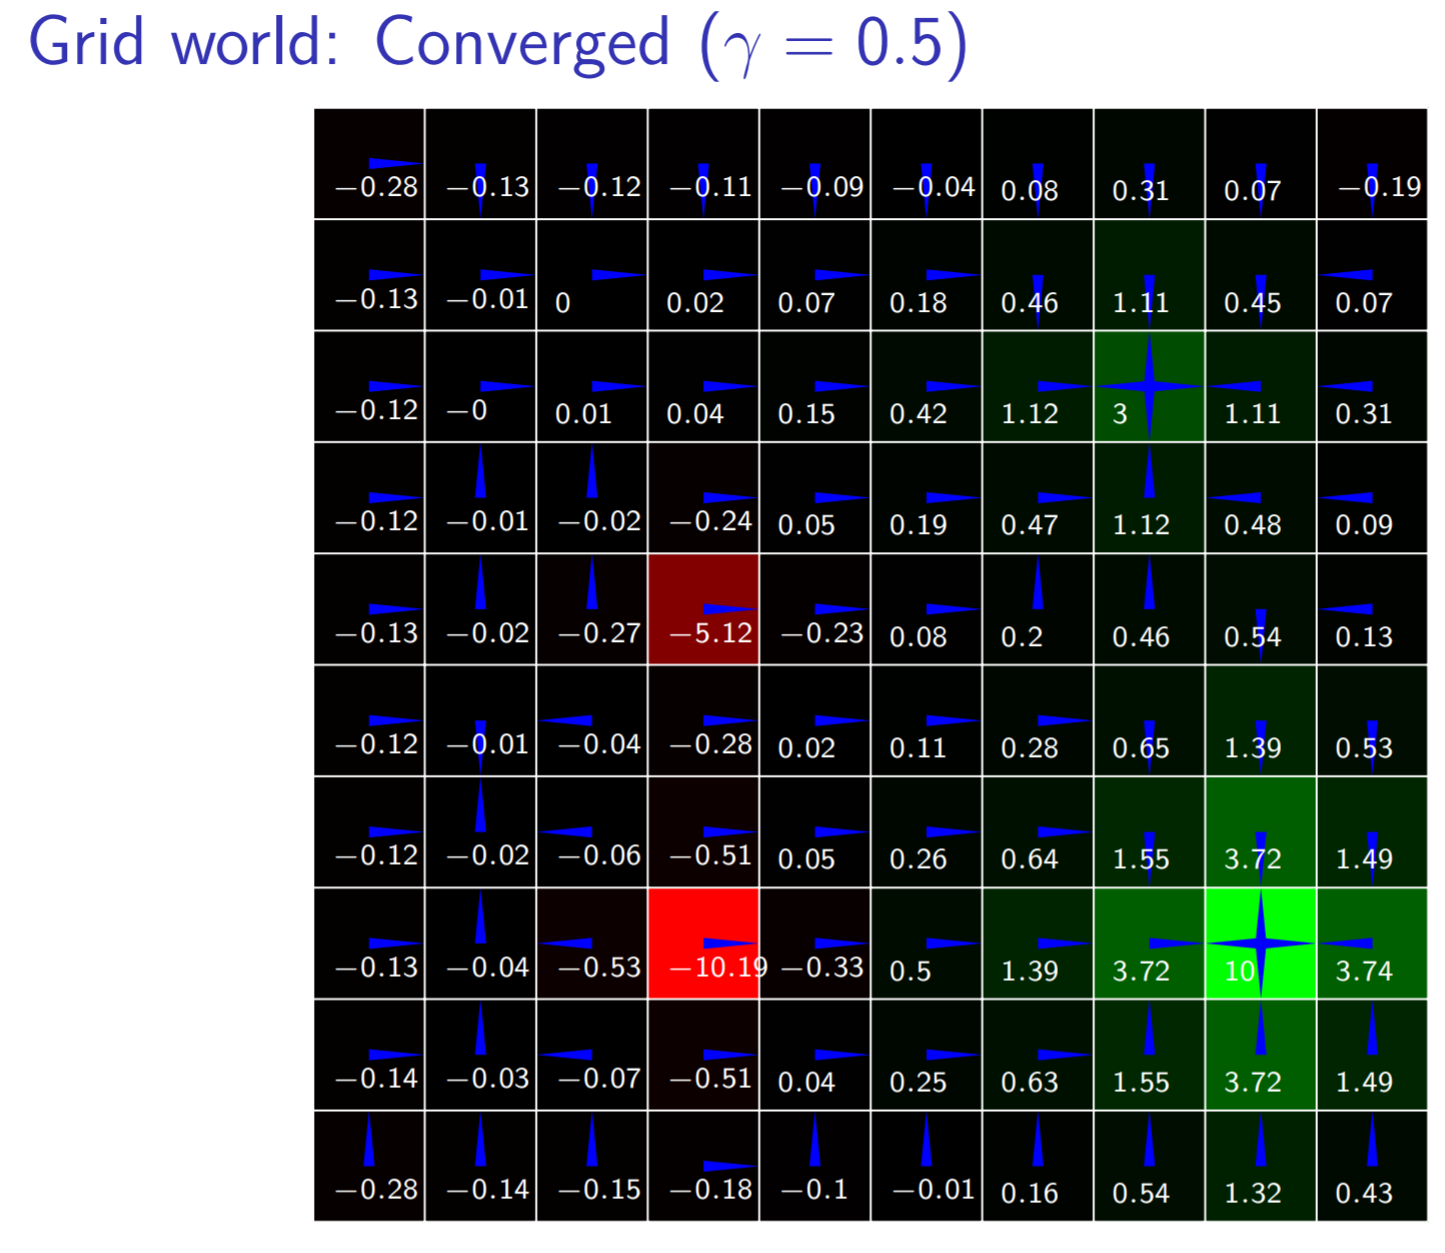 Grid world: Converged (γ = 0.5)
−0.28 −0.13 −0.12 −0.11 −0.09 −0.04 0.08 0.31 0.07 −0.19
−0.13 −0.01 0 0.02 0.07 0.18 0.46 1.11 0.45 0.07
−0.12 −0 0.01 0.04 0.15 0.42 1.12 3 1.11 0.31
−0.12 −0.01 −0.02 −0.24 0.05 0.19 0.47 1.12 0.48 0.09
−0.13 −0.02 −0.27 −5.12 −0.23 0.08 0.2 0.46 0.54 0.13
−0.12 −0.01 −0.04 −0.28 0.02 0.11 0.28 0.65 1.39 0.53
−0.12 −0.02 −0.06 −0.51 0.05 0.26 0.64 1.55 3.72 1.49
−0.13 −0.04 −0.53 −10.19 −0.33 0.5 1.39 3.72 10 3.74
−0.14 −0.03 −0.07 −0.51 0.04 0.25 0.63 1.55 3.72 1.49
−0.28 −0.14 −0.15 −0.18 −0.1 −0.01 0.16 0.54 1.32 0.43